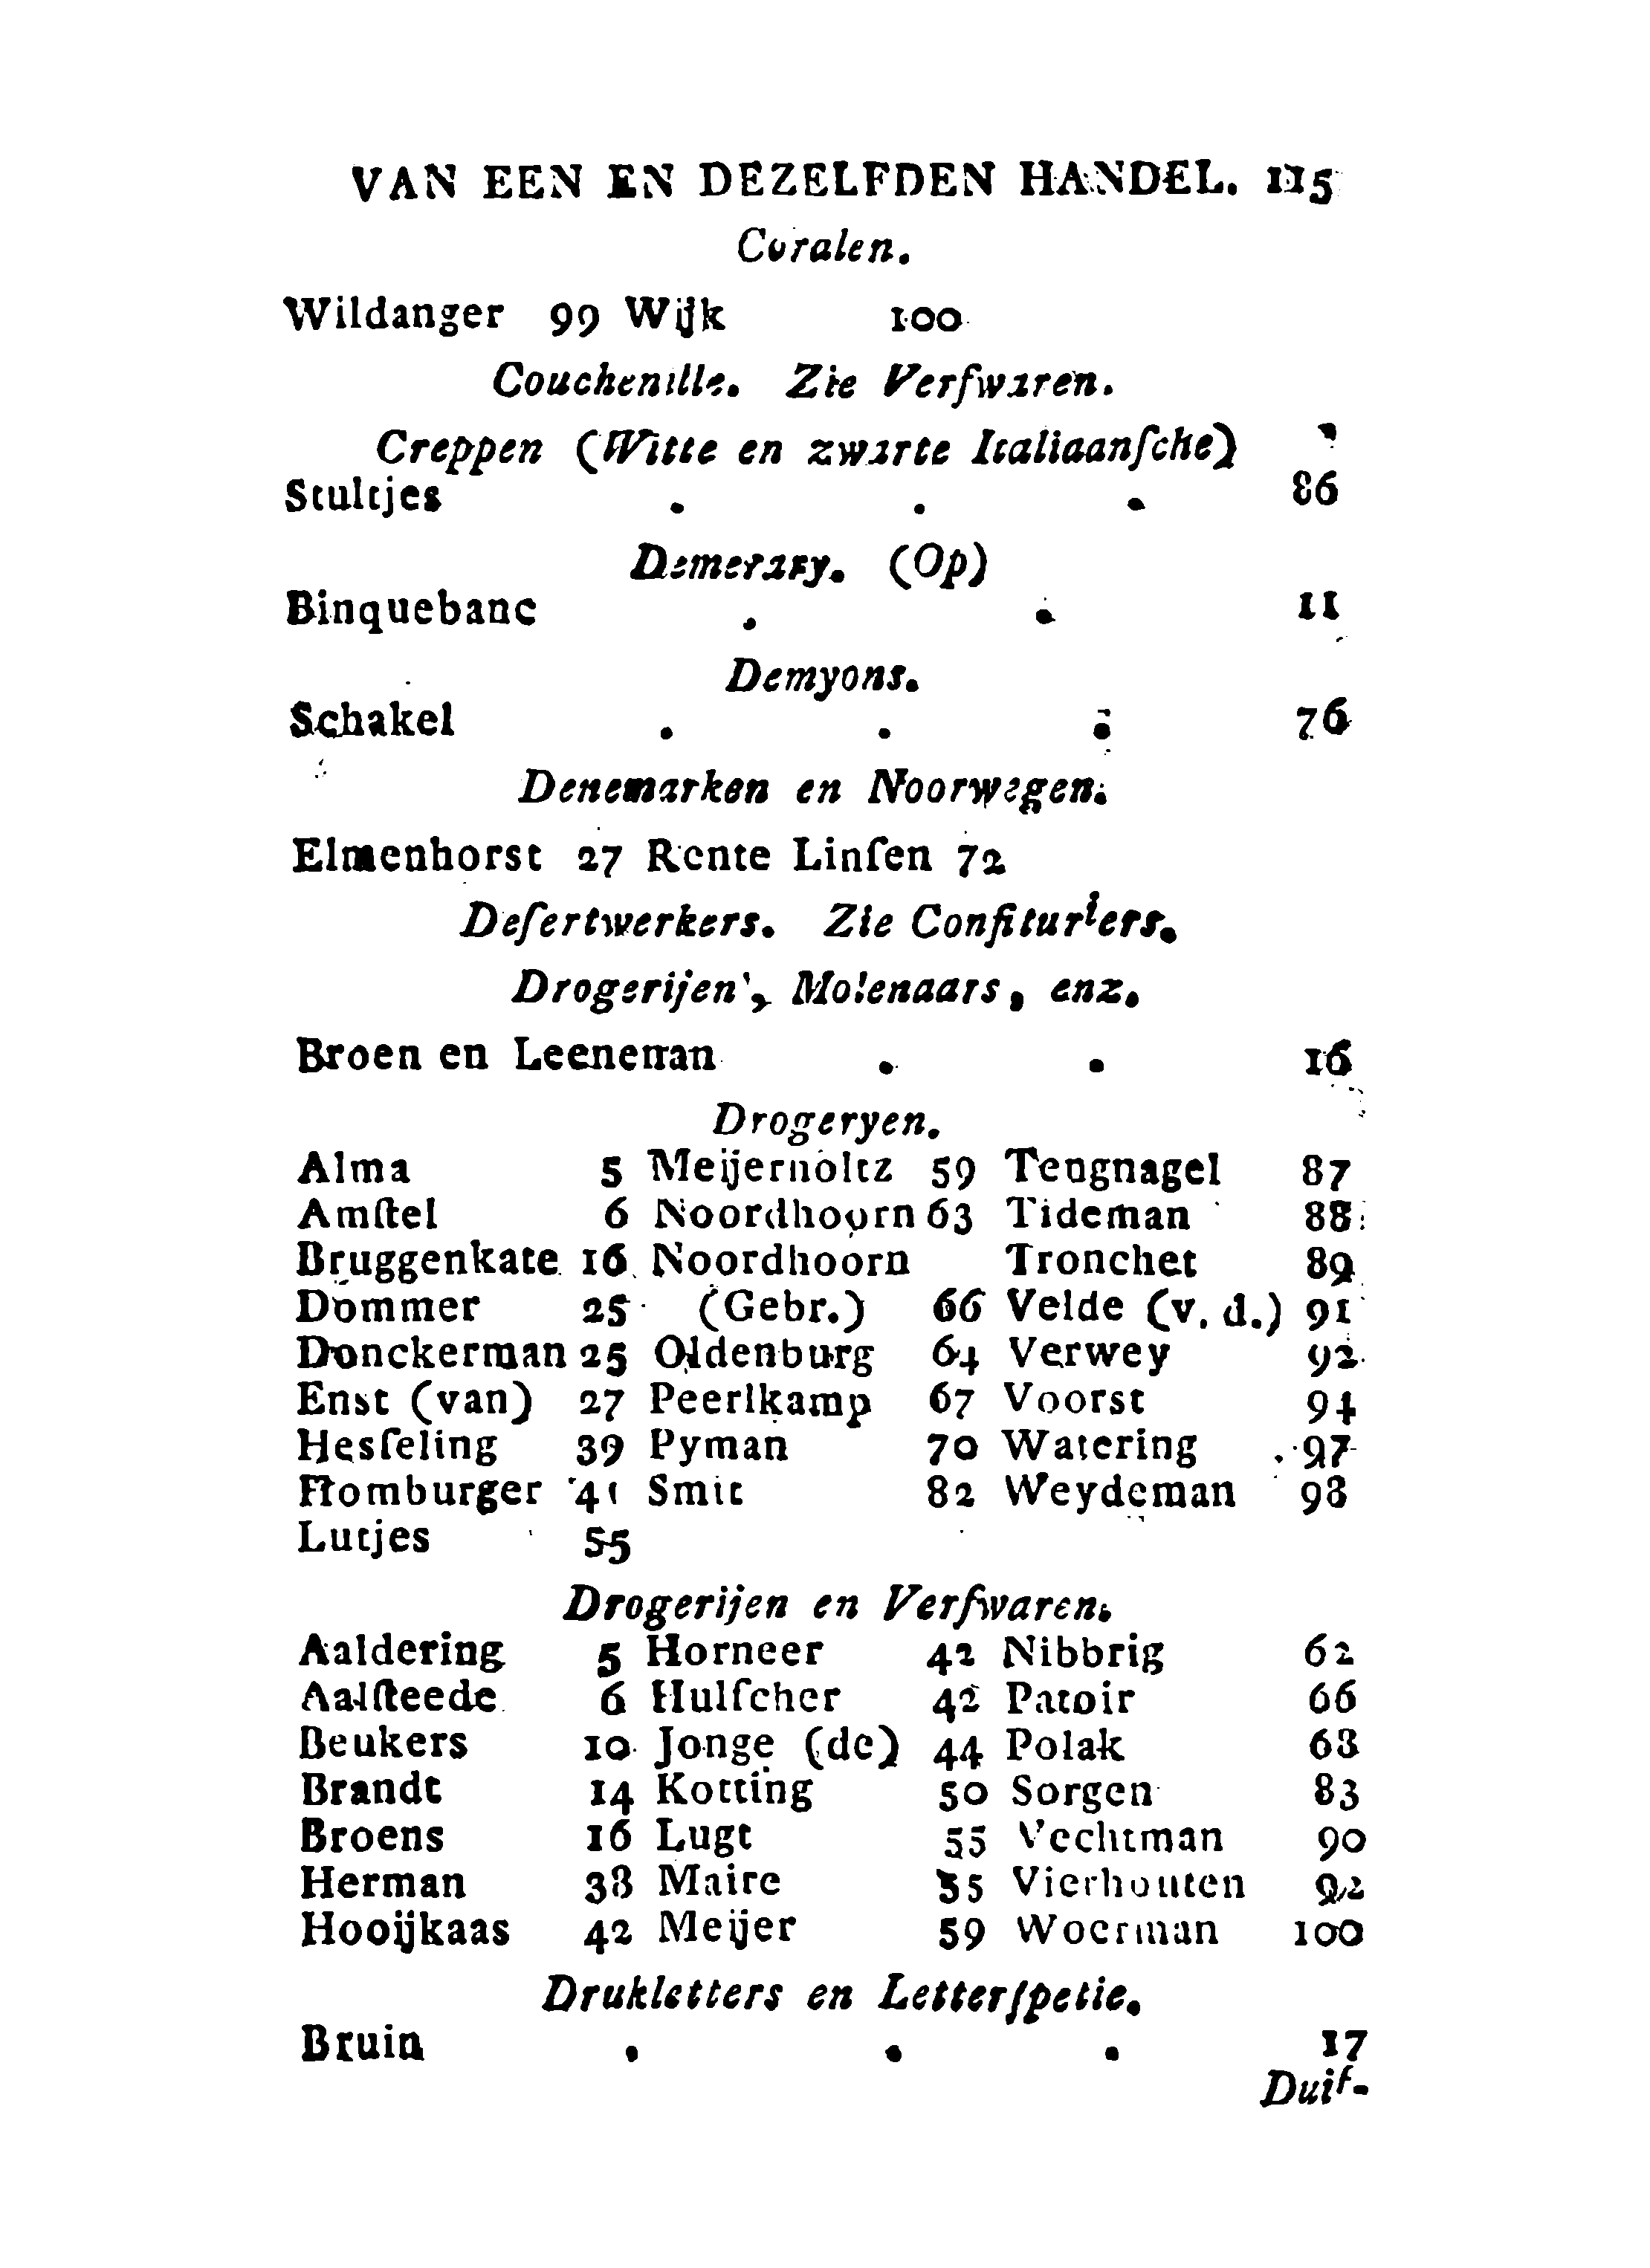 VAN EEN EN DEZELFDEN HANDEL. 115
Coralen.
Wildanger 99 Wijk 100
Couchenille. Zie Verfwaren.
Creppen (Witte en zwarte Italiaanſche)
Stultjes . . . 86
Demerary. (Op)
Binquebanc . . 11
Demyons.
Schakel . . . 76
Denemarken en Noorwegen.
Elmenhorst 27 Rente Linſen 72
Deſertwerkers. Zie Confituriers.
Drogerijen, Molenaars, enz.
Broen en Leeneman . . 16
Drogeryen.
Alma 5 Meijerholtz 59 Tengnagel 87
Amſtel 6 Noordhoorn 63 Tideman 88
Bruggenkate 16 Noordhoorn Tronchet 89
Dommer 25 (Gebr.) 66 Velde (v. d.) 91
Donckerman 25 Oldenburg 64 Verwey 92
Enst (van) 27 Peerlkamp 67 Voorst 94
Hesſeling 39 Pyman 70 Watering 97
Homburger 41 Smit 82 Weydeman 98
Lutjes 55
Drogerijen en Verfwaren.
Aaldering 5 Horneer 42 Nibbrig 62
Aalſteede 6 Hulſcher 42 Patoir 66
Beukers 10 Jonge (de) 44 Polak 68
Brandt 14 Kotting 50 Sorgen 83
Broens 16 Lugt 55 Vechtman 90
Herman 38 Maire 55 Vierhouten 92
Hooijkaas 42 Meijer 59 Woerman 100
Drukletters en Letterſpetie.
Bruin . . . 17
Duif-